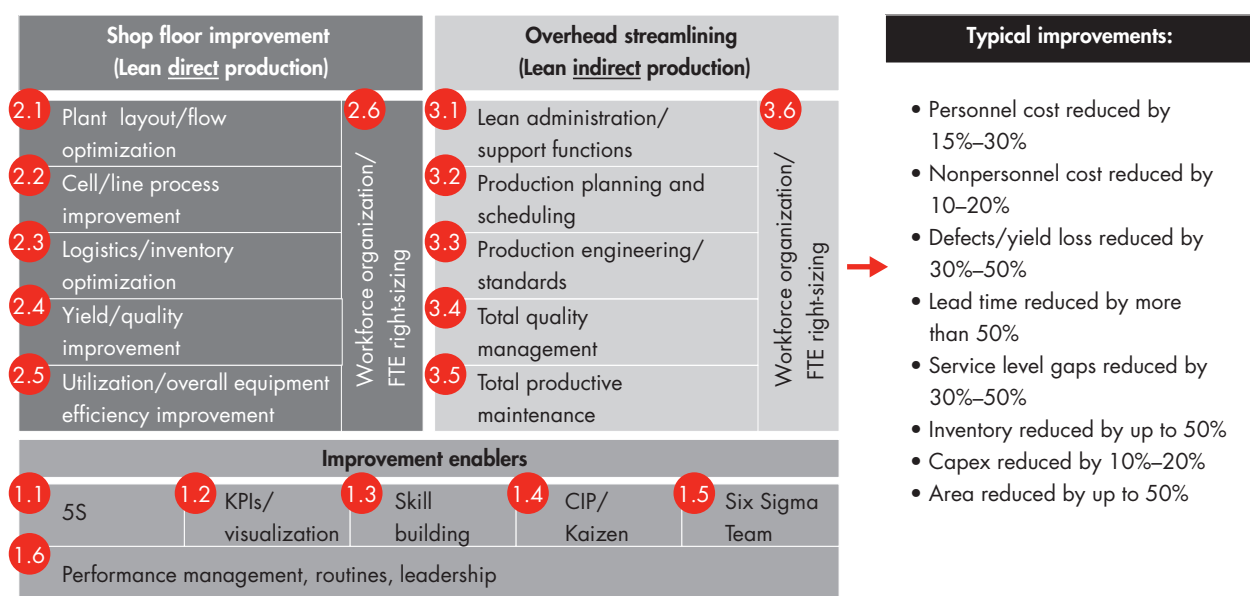 Shop floor improvement
(Lean direct production)
2.1
Plant layout/flow
optimization
2.2
Cell/line process
improvement
2.3
Logistics/inventory
optimization
2.4
Yield/quality
improvement
2.5
Utilization/overall equipment
efficiency improvement
2.6
Workforce organization/
FTE right-sizing
Overhead streamlining
(Lean indirect production)
3.1
Lean administration/
support functions
3.2
Production planning and
scheduling
3.3
Production engineering/
standards
3.4
Total quality
management
3.5
Total productive
maintenance
3.6
Workforce organization/
FTE right-sizing
Improvement enablers
1.1
5S
1.2
KPIs/
visualization
1.3
Skill
building
1.4
CIP/
Kaizen
1.5
Six Sigma
Team
1.6
Performance management, routines, leadership
Typical improvements:
• Personnel cost reduced by
15%–30%
• Nonpersonnel cost reduced by
10–20%
• Defects/yield loss reduced by
30%–50%
• Lead time reduced by more
than 50%
• Service level gaps reduced by
30%–50%
• Inventory reduced by up to 50%
• Capex reduced by 10%–20%
• Area reduced by up to 50%